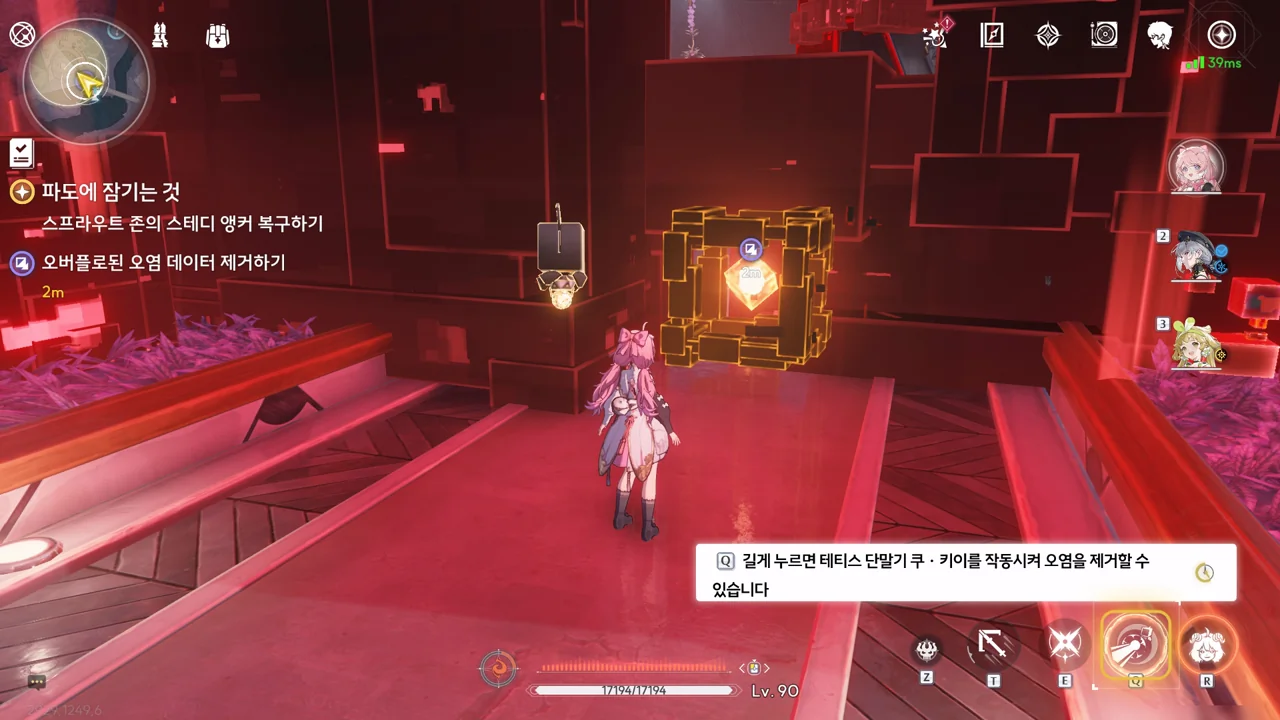 39ms
파도에 잠기는 것
스프라우트 존의 스테디 앵커 복구하기
오버플로된 오염 데이터 제거하기
2m
2m
2
3
Q 길게 누르면 테티스 단말기 쿠·키이를 작동시켜 오염을 제거할 수
있습니다
Z
T
E
Q
R
17194/17194
Lv.90